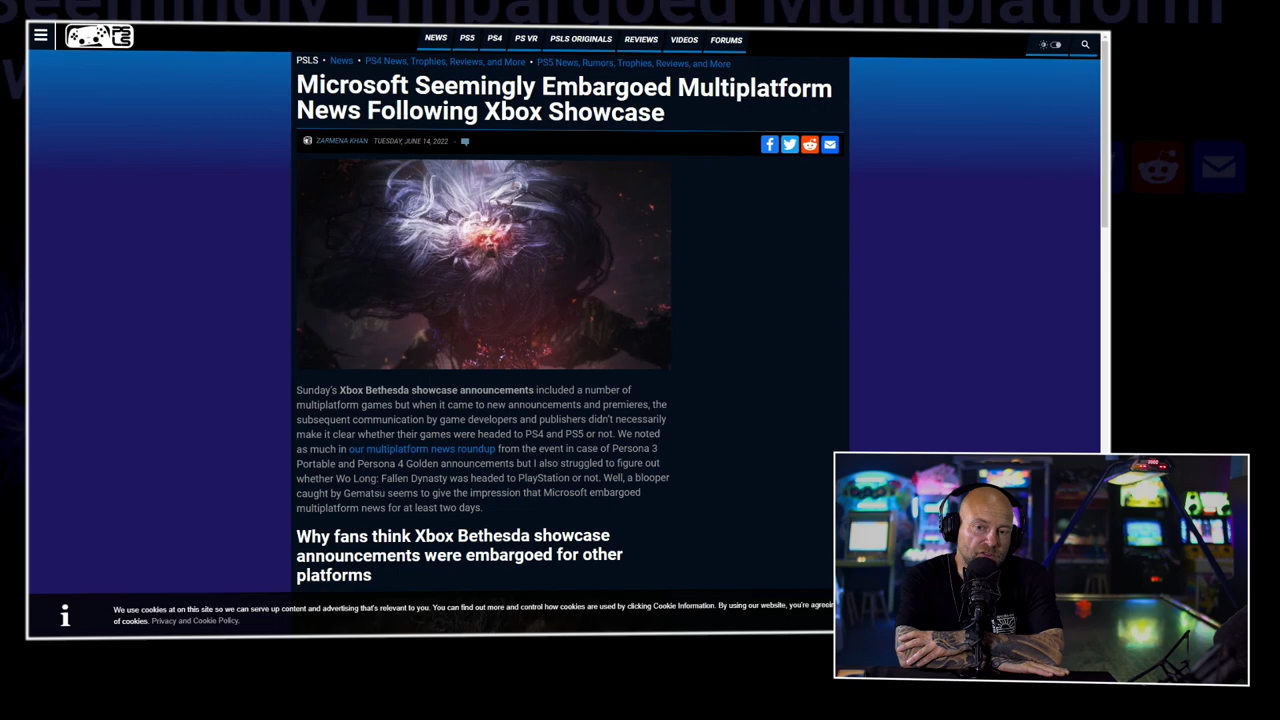 Seemingly Embargoed Multiplatform
PS
LS
NEWS PS5 PS4 PS VR PSLS ORIGINALS REVIEWS VIDEOS FORUMS
PSLS • News • PS4 News, Trophies, Reviews, and More • PS5 News, Rumors, Trophies, Reviews, and More
Microsoft Seemingly Embargoed Multiplatform
News Following Xbox Showcase
ZARMENA KHAN TUESDAY, JUNE 14, 2022
Sunday's Xbox Bethesda showcase announcements included a number of
multiplatform games but when it came to new announcements and premieres, the
subsequent communication by game developers and publishers didn't necessarily
make it clear whether their games were headed to PS4 and PS5 or not. We noted
as much in our multiplatform news roundup from the event in case of Persona 3
Portable and Persona 4 Golden announcements but I also struggled to figure out
whether Wo Long: Fallen Dynasty was headed to PlayStation or not. Well, a blooper
caught by Gematsu seems to give the impression that Microsoft embargoed
multiplatform news for at least two days.
Why fans think Xbox Bethesda showcase
announcements were embargoed for other
platforms
We use cookies at on this site so we can serve up content and advertising that's relevant to you. You can find out more and control how cookies are used by clicking Cookie Information. By using our website, you're agreein
of cookies. Privacy and Cookie Policy.